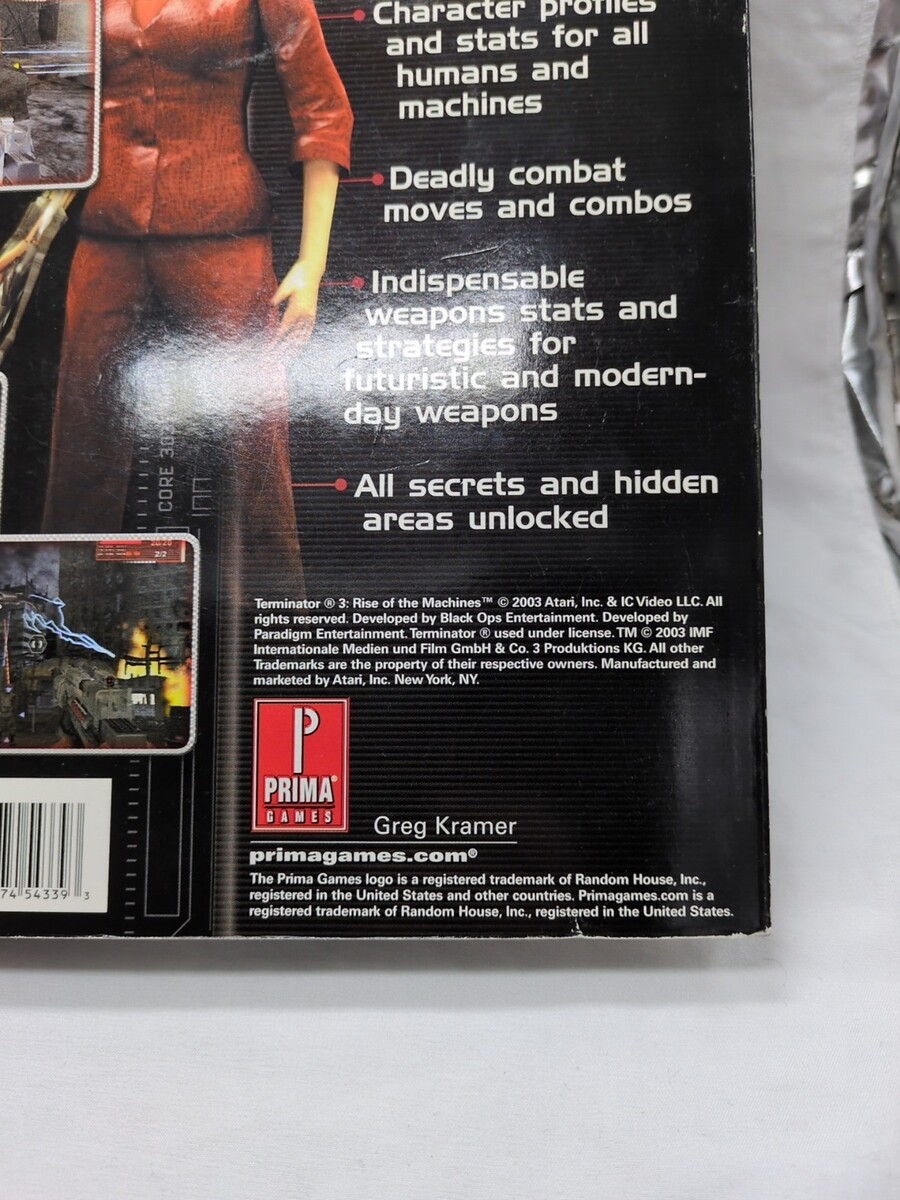 Character profiles
and stats for all
humans and
machines
Deadly combat
moves and combos
Indispensable
weapons stats and
strategies for
futuristic and modern-
day weapons
All secrets and hidden
areas unlocked
CORE
2/2
Terminator ® 3: Rise of the Machines™ © 2003 Atari, Inc. & IC Video LLC. All
rights reserved. Developed by Black Ops Entertainment. Developed by
Paradigm Entertainment. Terminator ® used under license. TM © 2003 IMF
Internationale Medien und Film GmbH & Co. 3 Produktions KG. All other
Trademarks are the property of their respective owners. Manufactured and
marketed by Atari, Inc. New York, NY.
P
PRIMA®
GAMES
Greg Kramer
primagames.com®
The Prima Games logo is a registered trademark of Random House, Inc.,
registered in the United States and other countries. Primagames.com is a
registered trademark of Random House, Inc., registered in the United States.
74 54339 3